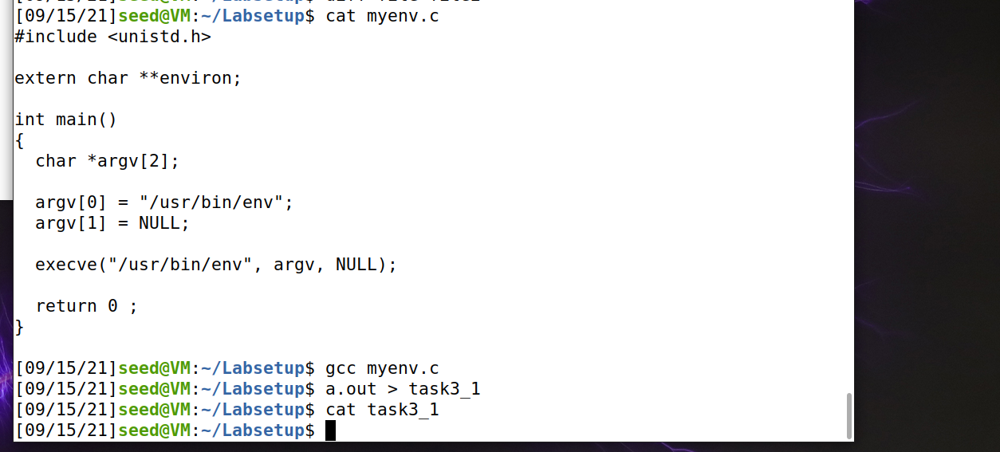 [09/15/21]seed@VM:~/Labsetup$ cat myenv.c
#include <unistd.h>
extern char **environ;
int main()
{
  char *argv[2];
  argv[0] = "/usr/bin/env";
  argv[1] = NULL;
  execve("/usr/bin/env", argv, NULL);
  return 0 ;
}
[09/15/21]seed@VM:~/Labsetup$ gcc myenv.c
[09/15/21]seed@VM:~/Labsetup$ a.out > task3_1
[09/15/21]seed@VM:~/Labsetup$ cat task3_1
[09/15/21]seed@VM:~/Labsetup$